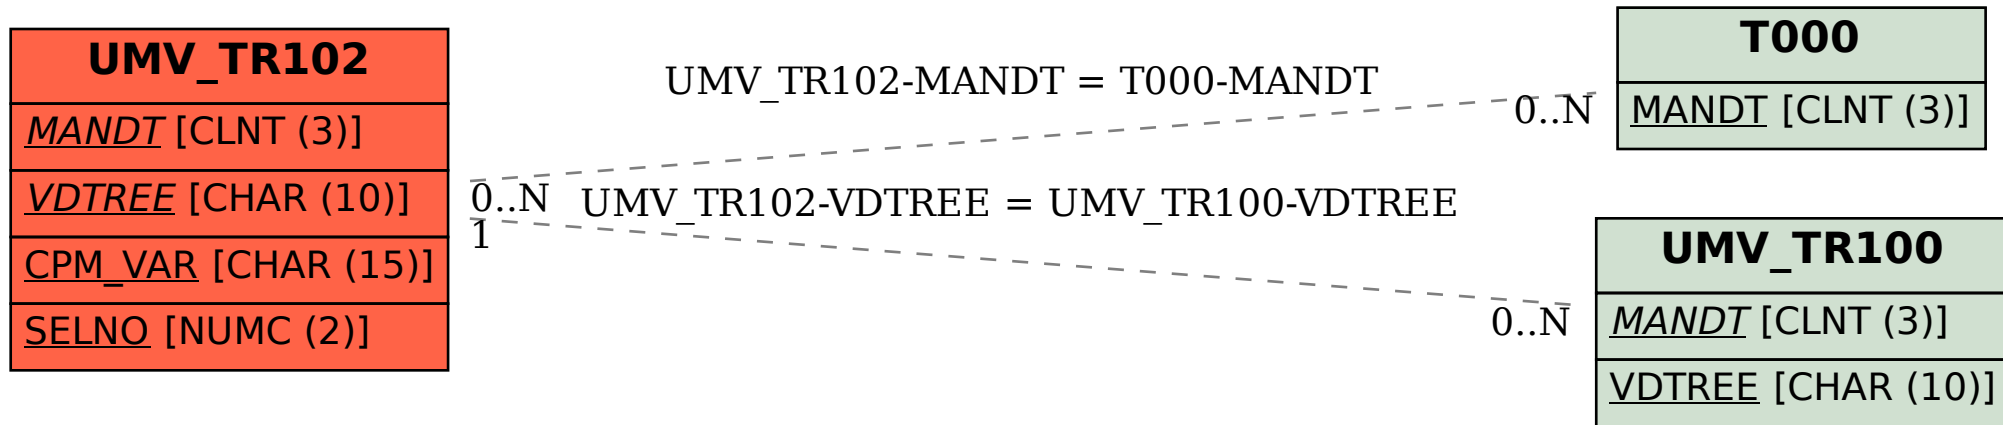 UMV_TR102
MANDT [CLNT (3)]
VDTREE [CHAR (10)]
CPM_VAR [CHAR (15)]
SELNO [NUMC (2)]
UMV_TR102-MANDT = T000-MANDT
0..N
0..N
UMV_TR102-VDTREE = UMV_TR100-VDTREE
1
0..N
T000
MANDT [CLNT (3)]
UMV_TR100
MANDT [CLNT (3)]
VDTREE [CHAR (10)]